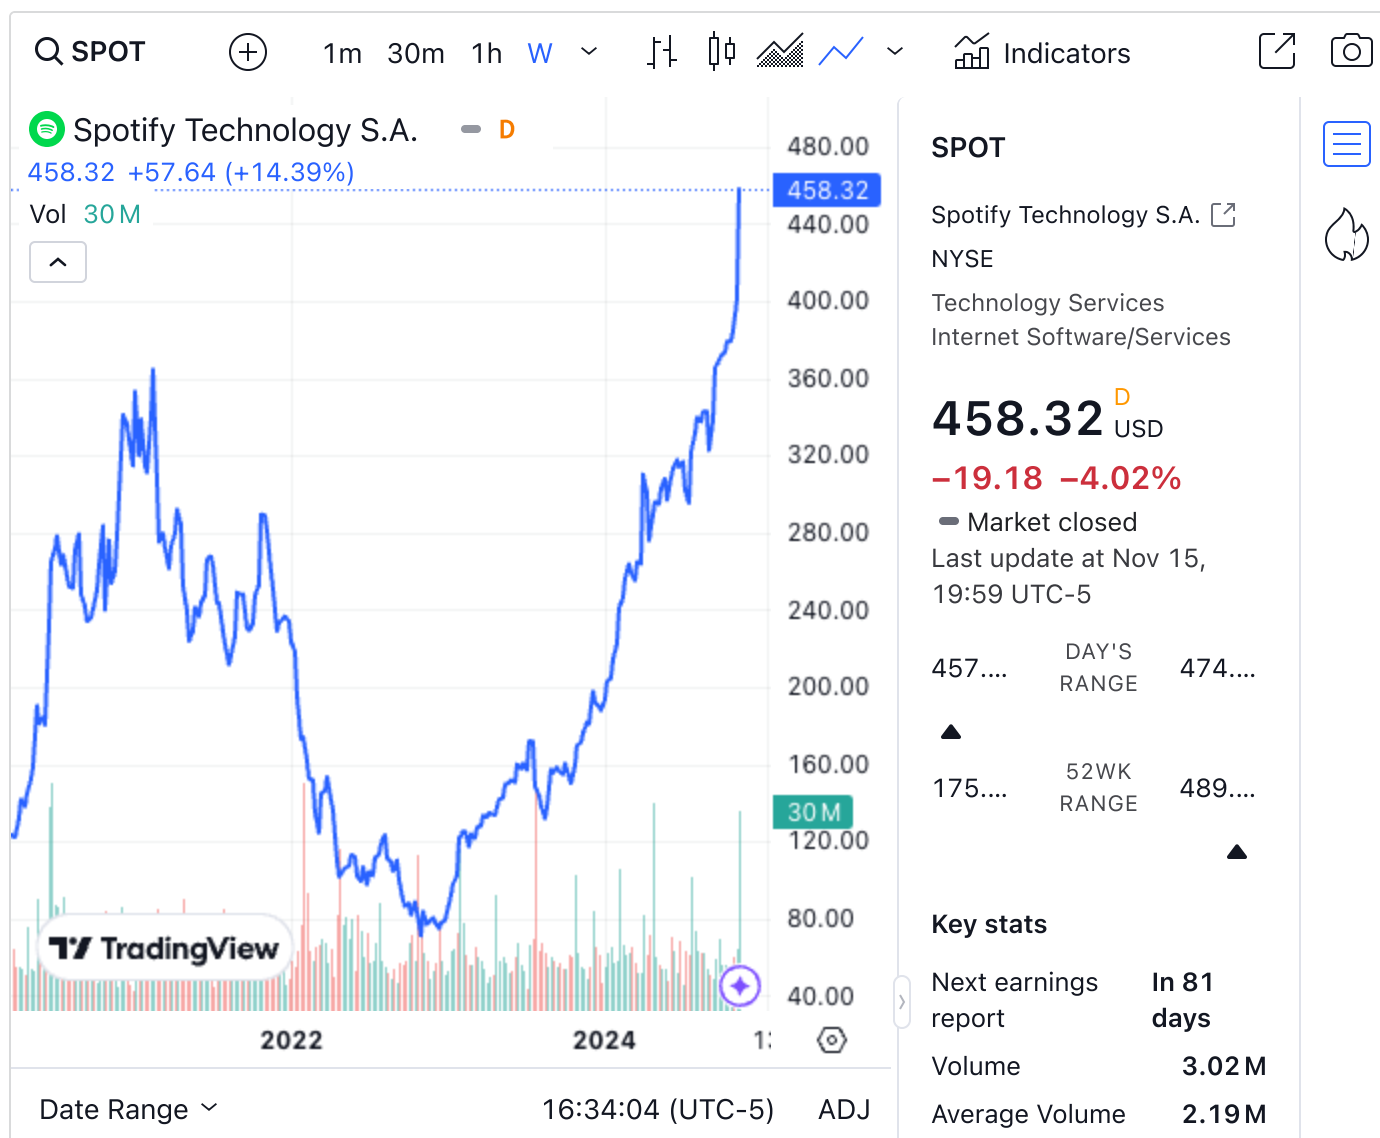 SPOT 1m 30m 1h W Indicators
Spotify Technology S.A. D
458.32 +57.64 (+14.39%)
Vol 30 M
480.00
458.32
440.00
400.00
360.00
320.00
280.00
240.00
200.00
160.00
30 M
120.00
80.00
40.00
TradingView
2022 2024
Date Range 16:34:04 (UTC-5) ADJ
SPOT
Spotify Technology S.A.
NYSE
Technology Services
Internet Software/Services
458.32 D USD
−19.18 −4.02%
Market closed
Last update at Nov 15,
19:59 UTC-5
457.... DAY'S RANGE 474....
175.... 52WK RANGE 489....
Key stats
Next earnings report In 81 days
Volume 3.02 M
Average Volume 2.19 M